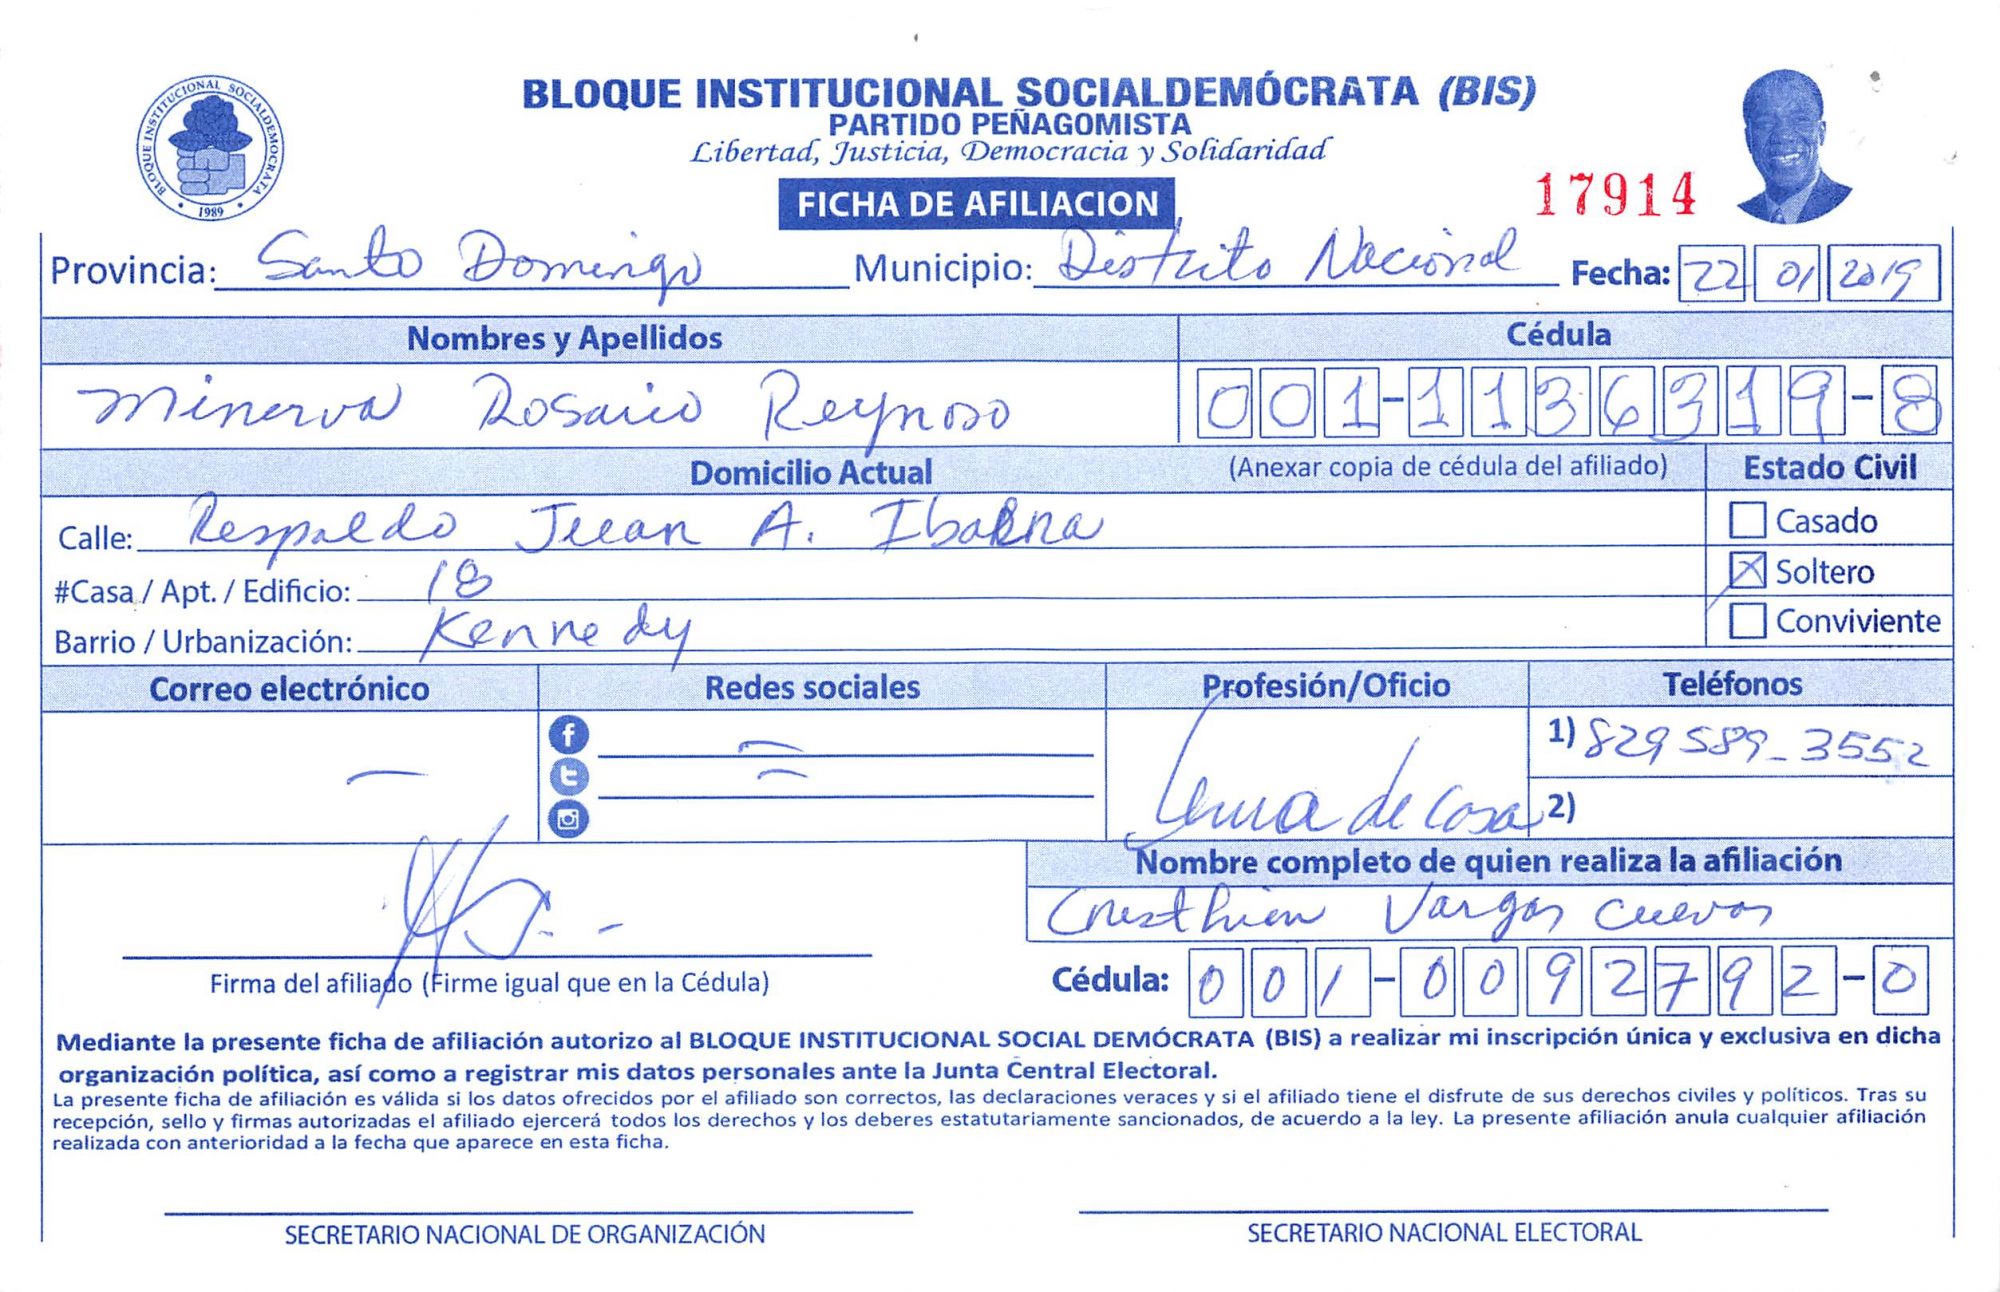 BLOQUE INSTITUCIONAL SOCIALDEMOCRATA
1989
BLOQUE INSTITUCIONAL SOCIALDEMÓCRATA (BIS)
PARTIDO PEÑAGOMISTA
Libertad, Justicia, Democracia y Solidaridad
FICHA DE AFILIACION
17914
Provincia: Santo Domingo Municipio: Distrito Nacional Fecha: 22 01 2019
Nombres y Apellidos Cédula
Minerva Rosario Reynoso 001-1136319-8
Domicilio Actual (Anexar copia de cédula del afiliado) Estado Civil
Calle: Respaldo Juan A. Ibarra Casado
#Casa / Apt. / Edificio: 18 Soltero
Barrio / Urbanización: Kennedy Conviviente
Correo electrónico Redes sociales Profesión/Oficio Teléfonos
1) 829 589-3552
de casa 2)
Nombre completo de quien realiza la afiliación
Cresthien Vargas Cuevas
Firma del afiliado (Firme igual que en la Cédula) Cédula: 001-0092792-0
Mediante la presente ficha de afiliación autorizo al BLOQUE INSTITUCIONAL SOCIAL DEMÓCRATA (BIS) a realizar mi inscripción única y exclusiva en dicha
organización política, así como a registrar mis datos personales ante la Junta Central Electoral.
La presente ficha de afiliación es válida si los datos ofrecidos por el afiliado son correctos, las declaraciones veraces y si el afiliado tiene el disfrute de sus derechos civiles y políticos. Tras su
recepción, sello y firmas autorizadas el afiliado ejercerá todos los derechos y los deberes estatutariamente sancionados, de acuerdo a la ley. La presente afiliación anula cualquier afiliación
realizada con anterioridad a la fecha que aparece en esta ficha.
SECRETARIO NACIONAL DE ORGANIZACIÓN SECRETARIO NACIONAL ELECTORAL